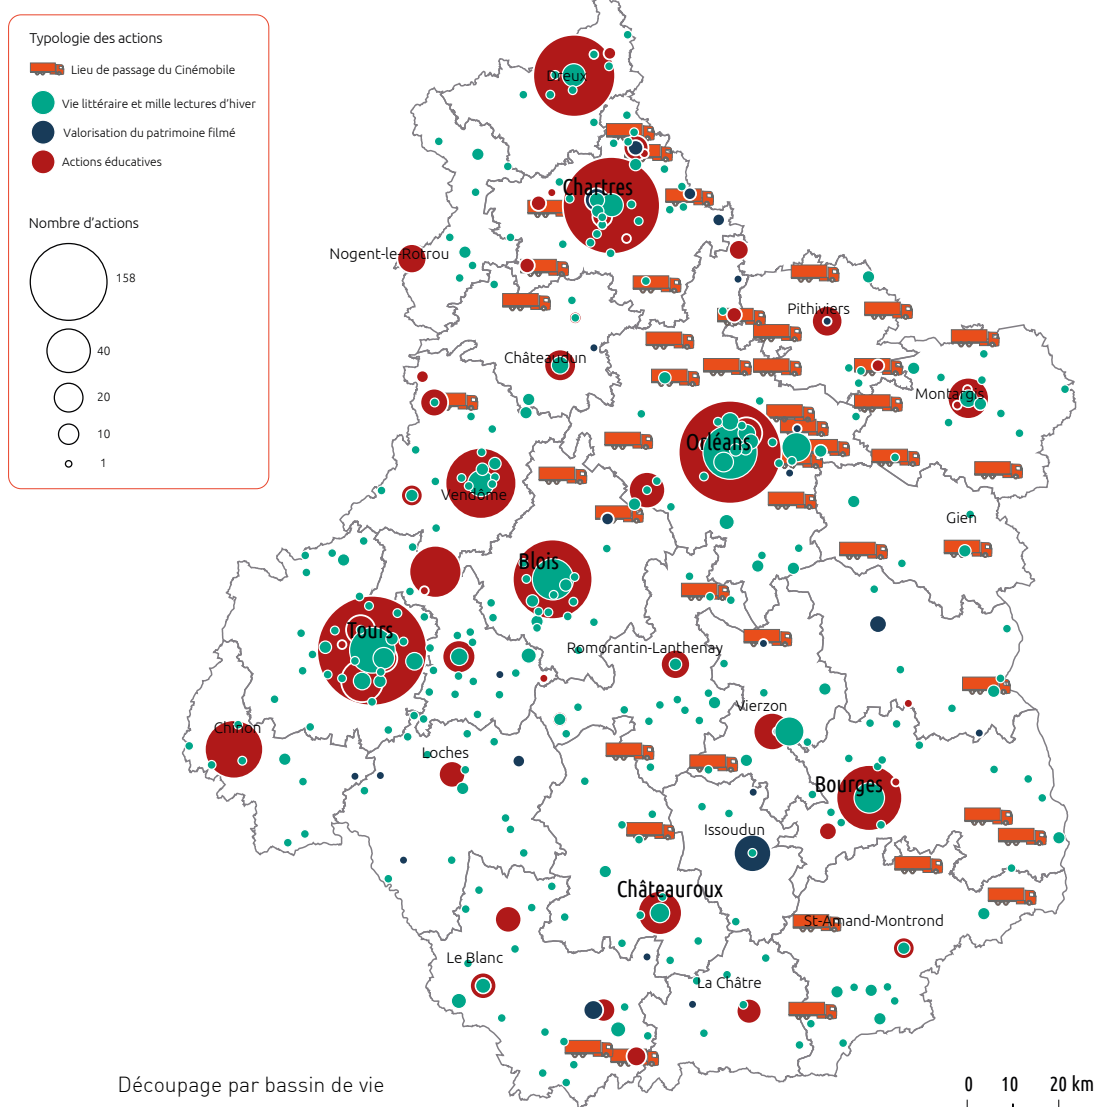 Typologie des actions
Lieu de passage du Cinémobile
Vie littéraire et mille lectures d'hiver
Valorisation du patrimoine filmé
Actions éducatives
Nombre d'actions
158
40
20
10
1
Dreux
Chartres
Nogent-le-Rotrou
Pithiviers
Châteaudun
Montargis
Orléans
Vendôme
Gien
Blois
Tours
Romorantin-Lanthenay
Vierzon
Chinon
Loches
Bourges
Issoudun
Châteauroux
St-Amand-Montrond
Le Blanc
La Châtre
Découpage par bassin de vie
0 10 20 km